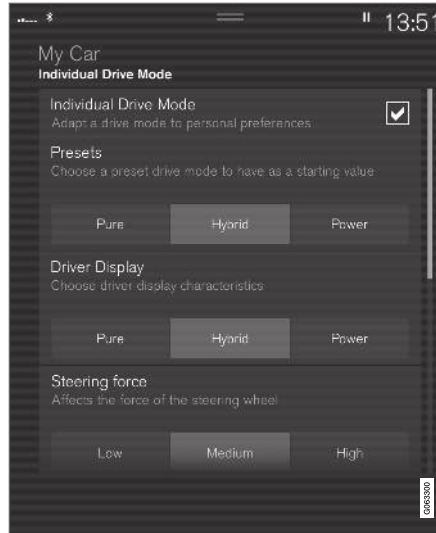 13:51
My Car
Individual Drive Mode
Individual Drive Mode
Adapt a drive mode to personal preferences
Presets
Choose a preset drive mode to have as a starting value
Pure Hybrid Power
Driver Display
Choose driver display characteristics
Pure Hybrid Power
Steering force
Affects the force of the steering wheel
Low Medium High
G063300